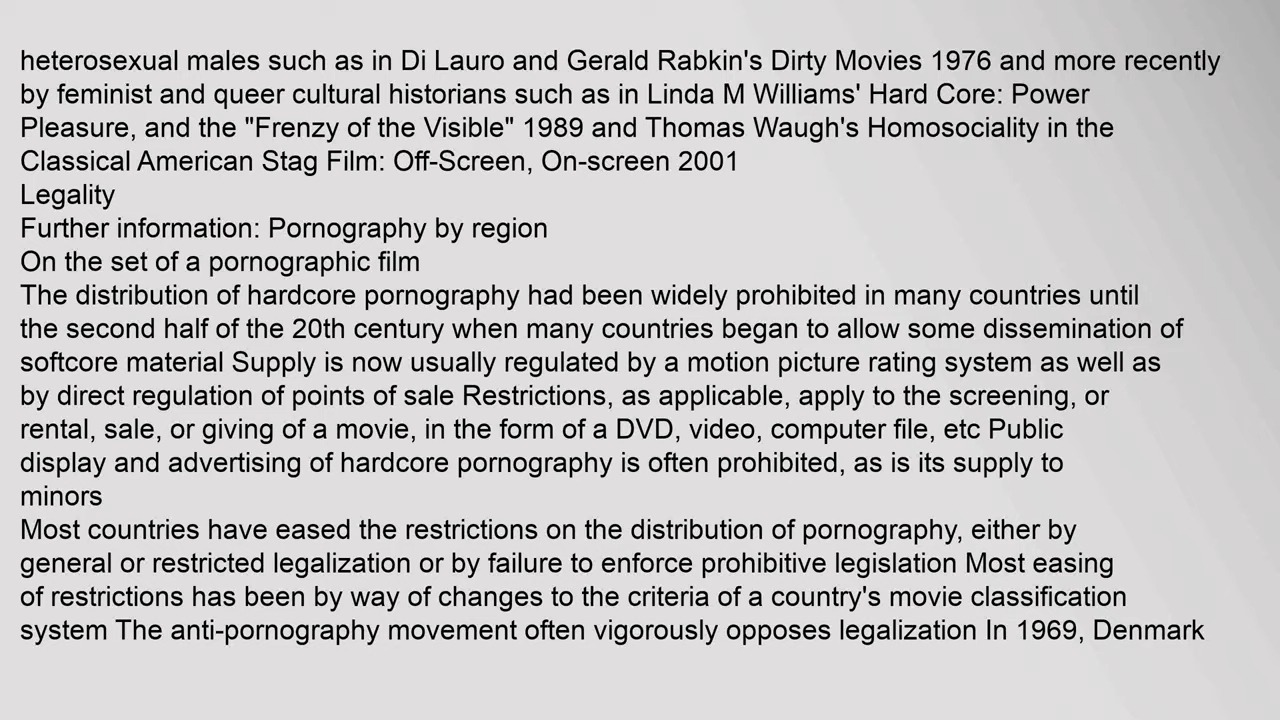 heterosexual males such as in Di Lauro and Gerald Rabkin's Dirty Movies 1976 and more recently
by feminist and queer cultural historians such as in Linda M Williams' Hard Core: Power
Pleasure, and the "Frenzy of the Visible" 1989 and Thomas Waugh's Homosociality in the
Classical American Stag Film: Off-Screen, On-screen 2001
Legality
Further information: Pornography by region
On the set of a pornographic film
The distribution of hardcore pornography had been widely prohibited in many countries until
the second half of the 20th century when many countries began to allow some dissemination of
softcore material Supply is now usually regulated by a motion picture rating system as well as
by direct regulation of points of sale Restrictions, as applicable, apply to the screening, or
rental, sale, or giving of a movie, in the form of a DVD, video, computer file, etc Public
display and advertising of hardcore pornography is often prohibited, as is its supply to
minors
Most countries have eased the restrictions on the distribution of pornography, either by
general or restricted legalization or by failure to enforce prohibitive legislation Most easing
of restrictions has been by way of changes to the criteria of a country's movie classification
system The anti-pornography movement often vigorously opposes legalization In 1969, Denmark